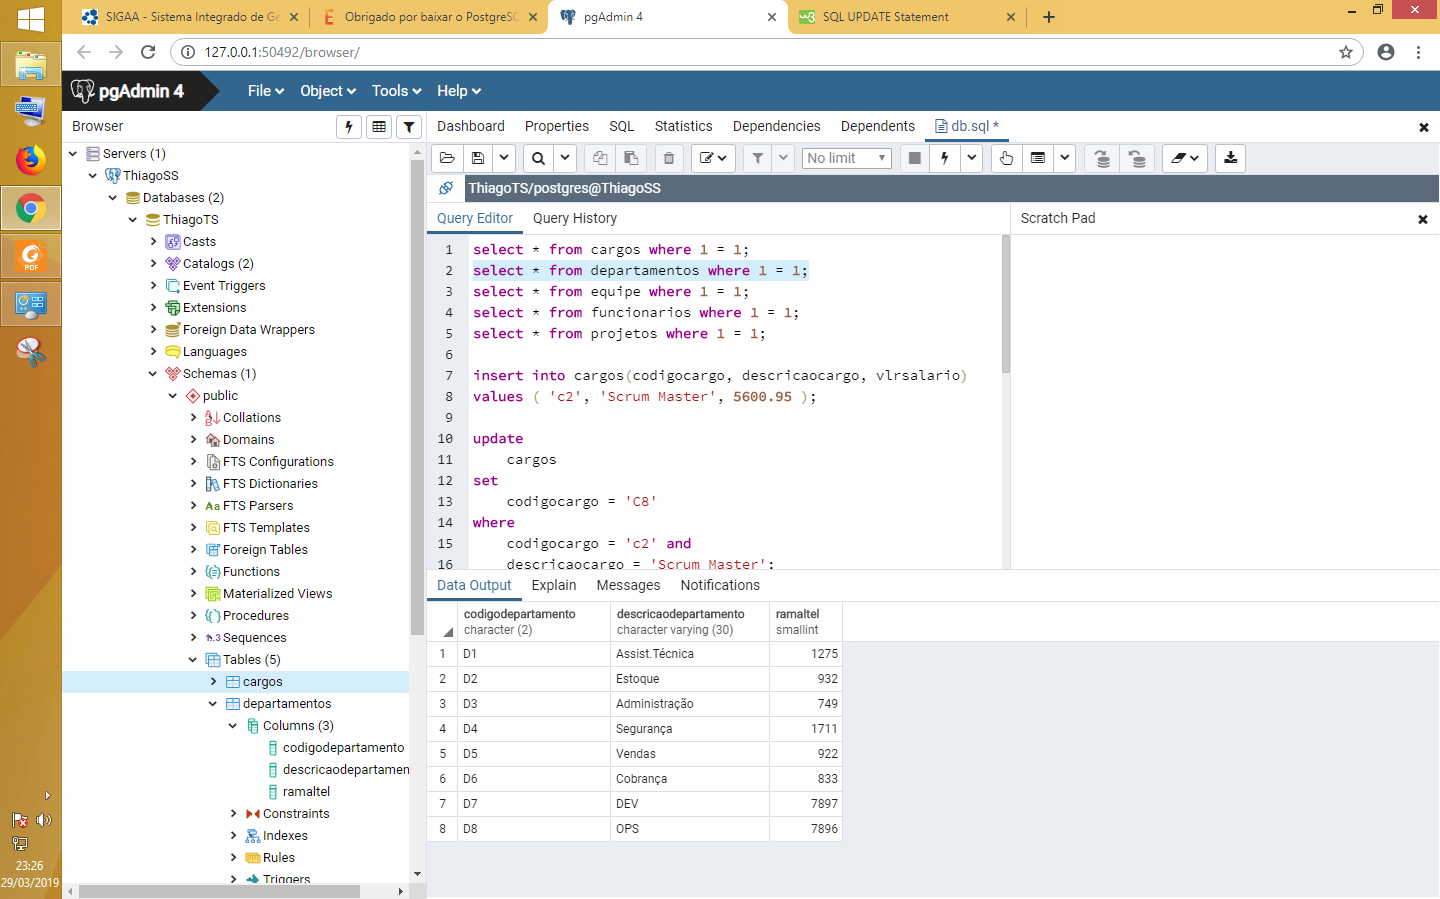 SIGAA - Sistema Integrado de Ge
Obrigado por baixar o PostgreSQ
pgAdmin 4
SQL UPDATE Statement
127.0.0.1:50492/browser/
pgAdmin 4
File
Object
Tools
Help
Browser
Dashboard
Properties
SQL
Statistics
Dependencies
Dependents
db.sql *
No limit
ThiagoTS/postgres@ThiagoSS
Query Editor
Query History
Scratch Pad
Servers (1)
ThiagoSS
Databases (2)
ThiagoTS
Casts
Catalogs (2)
Event Triggers
Extensions
Foreign Data Wrappers
Languages
Schemas (1)
public
Collations
Domains
FTS Configurations
FTS Dictionaries
FTS Parsers
FTS Templates
Foreign Tables
Functions
Materialized Views
Procedures
Sequences
Tables (5)
cargos
departamentos
Columns (3)
codigodepartamento
descricaodepartamen
ramaltel
Constraints
Indexes
Rules
Triggers
1 select * from cargos where 1 = 1;
2 select * from departamentos where 1 = 1;
3 select * from equipe where 1 = 1;
4 select * from funcionarios where 1 = 1;
5 select * from projetos where 1 = 1;
6
7 insert into cargos(codigocargo, descricaocargo, vlrsalario)
8 values ( 'c2', 'Scrum Master', 5600.95 );
9
10 update
11 cargos
12 set
13 codigocargo = 'C8'
14 where
15 codigocargo = 'c2' and
16 descricaocargo = 'Scrum Master';
Data Output
Explain
Messages
Notifications
codigodepartamento character (2)
descricaodepartamento character varying (30)
ramaltel smallint
1 D1 Assist.Técnica 1275
2 D2 Estoque 932
3 D3 Administração 749
4 D4 Segurança 1711
5 D5 Vendas 922
6 D6 Cobrança 833
7 D7 DEV 7897
8 D8 OPS 7896
PDF
23:26
29/03/2019